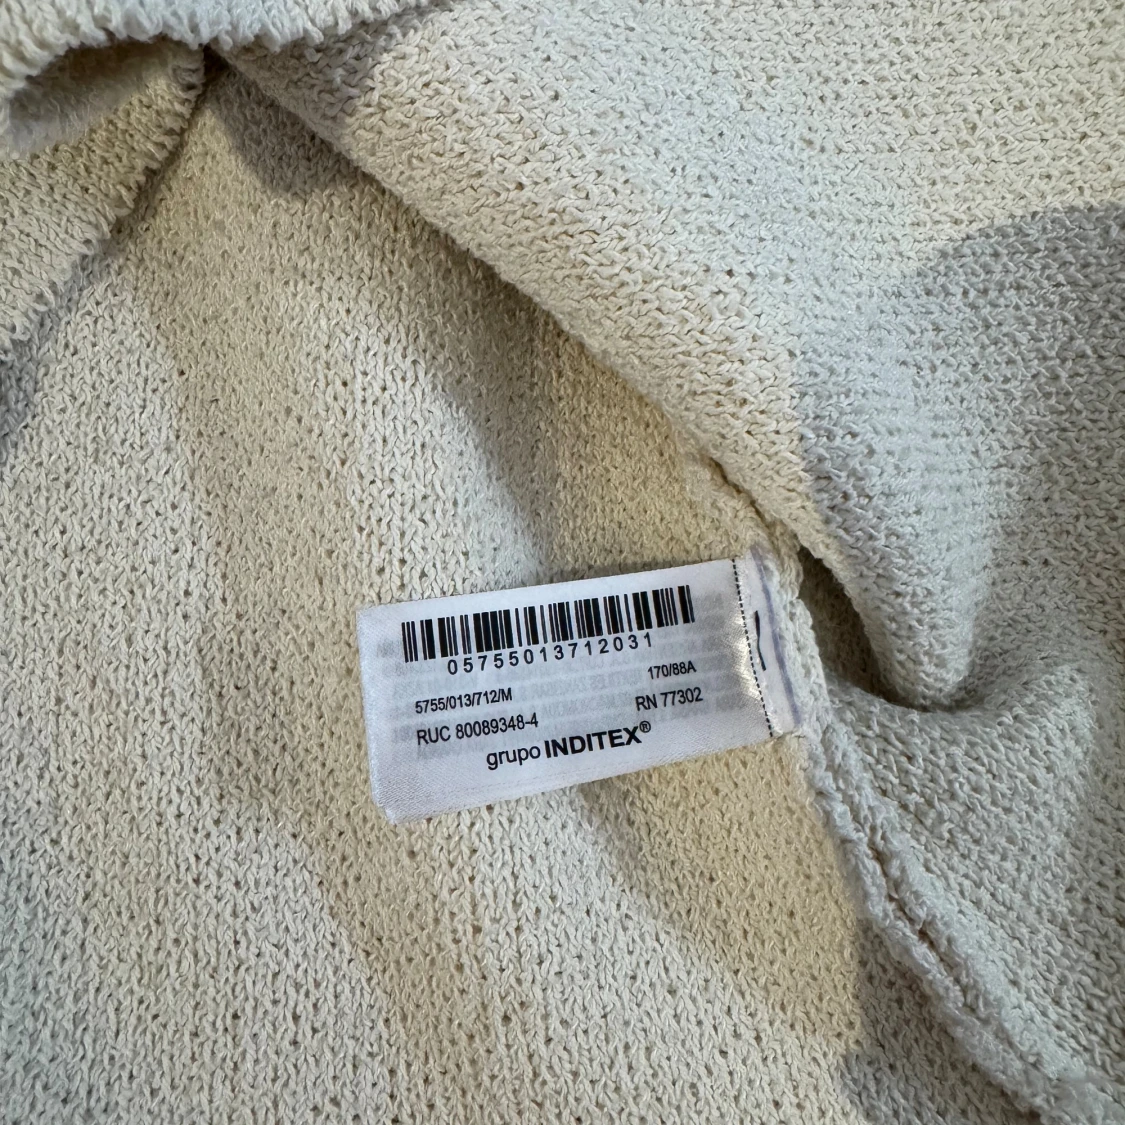 05755013712031
5755/013/712/M 170/88A
RUC 80089348-4 RN 77302
grupo INDITEX®